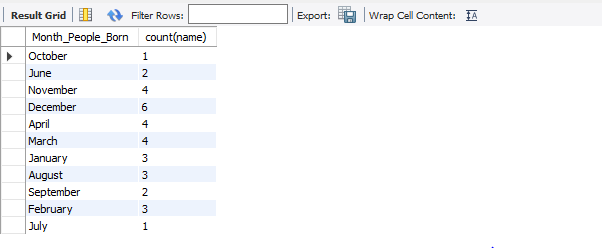 Result Grid Filter Rows: Export: Wrap Cell Content: IA
Month_People_Born count(name)
October 1
June 2
November 4
December 6
April 4
March 4
January 3
August 3
September 2
February 3
July 1